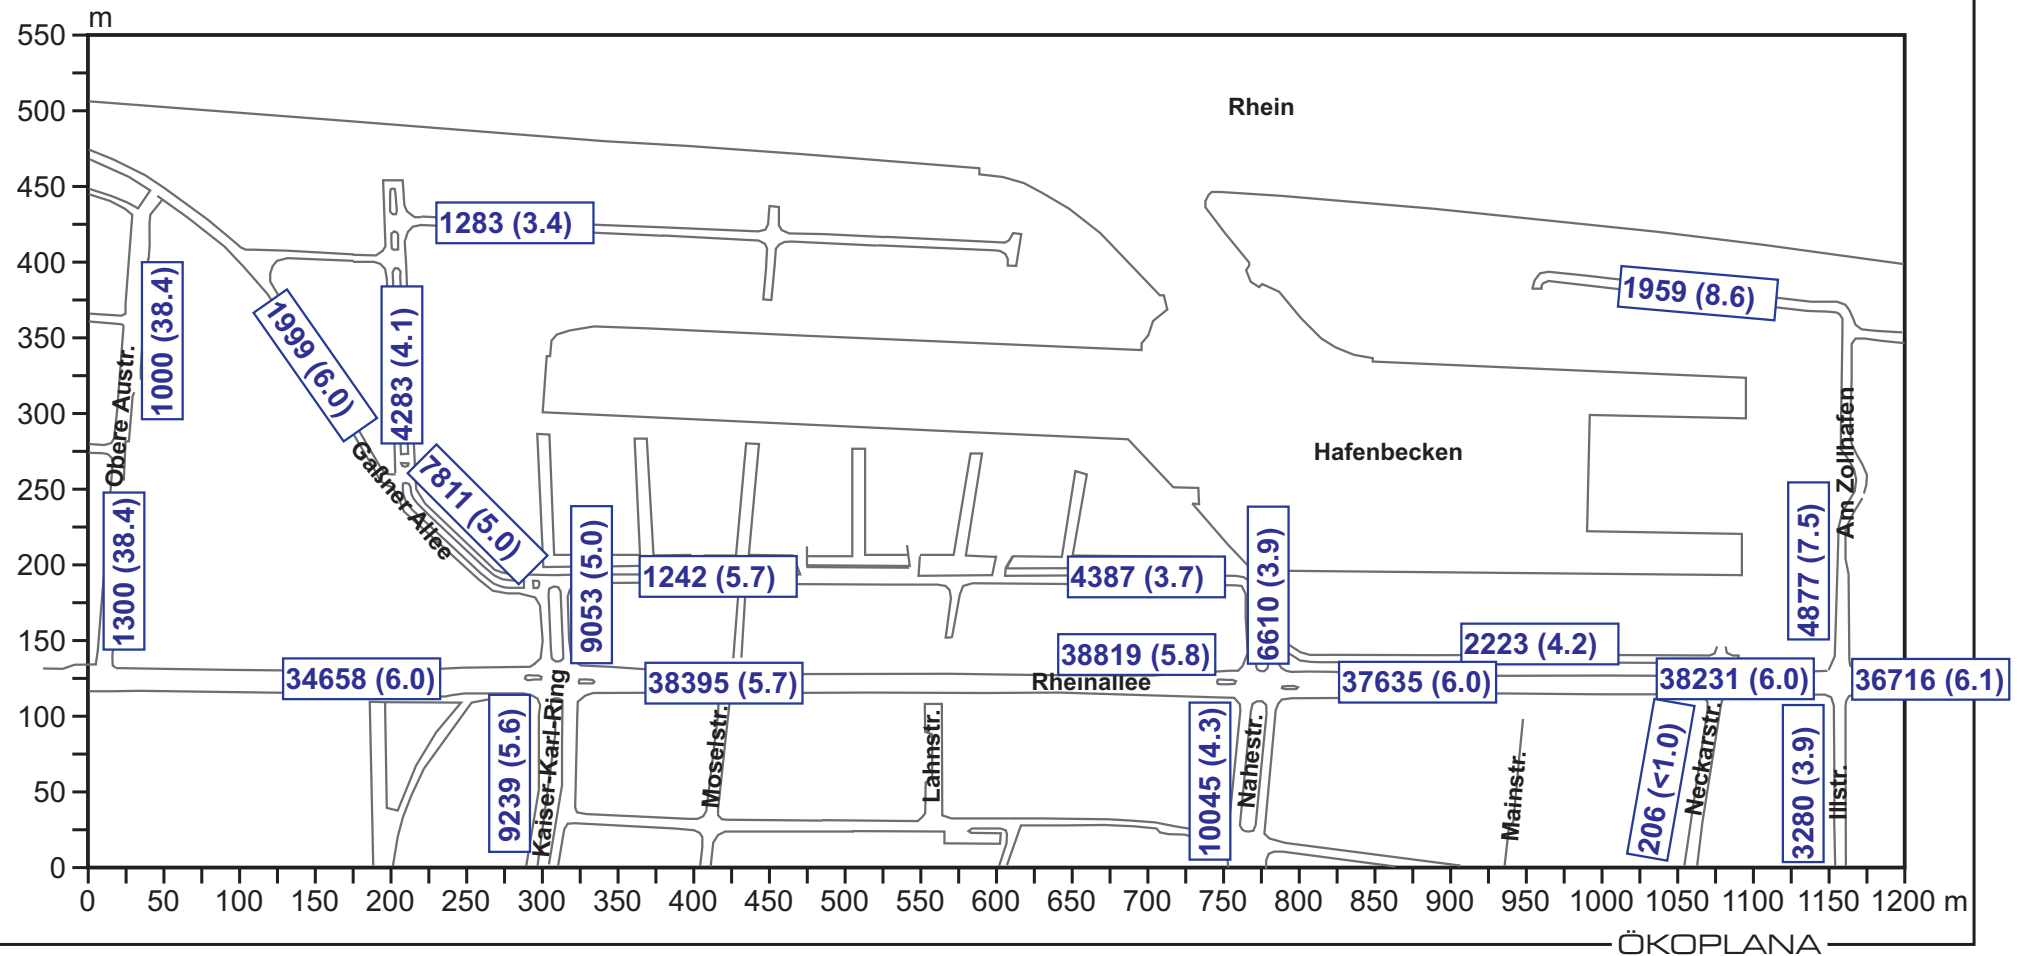 m
550
500
450
400
350
300
250
200
150
100
50
0
Rhein
1283 (3.4)
1959 (8.6)
1000 (38.4)
1999 (6.0)
4283 (4.1)
Obere Austr.
Gaßner Allee
7811 (5.0)
Hafenbecken
Am Zollhafen
1300 (38.4)
9053 (5.0)
1242 (5.7)
4387 (3.7)
6610 (3.9)
4877 (7.5)
38819 (5.8)
2223 (4.2)
34658 (6.0)
38395 (5.7)
Rheinallee
37635 (6.0)
38231 (6.0)
36716 (6.1)
9239 (5.6)
Kaiser-Karl-Ring
Moselstr.
Lahnstr.
10045 (4.3)
Nahestr.
Mainstr.
206 (<1.0)
Neckarstr.
3280 (3.9)
Illstr.
0 50 100 150 200 250 300 350 400 450 500 550 600 650 700 750 800 850 900 950 1000 1050 1100 1150 1200 m
ÖKOPLANA